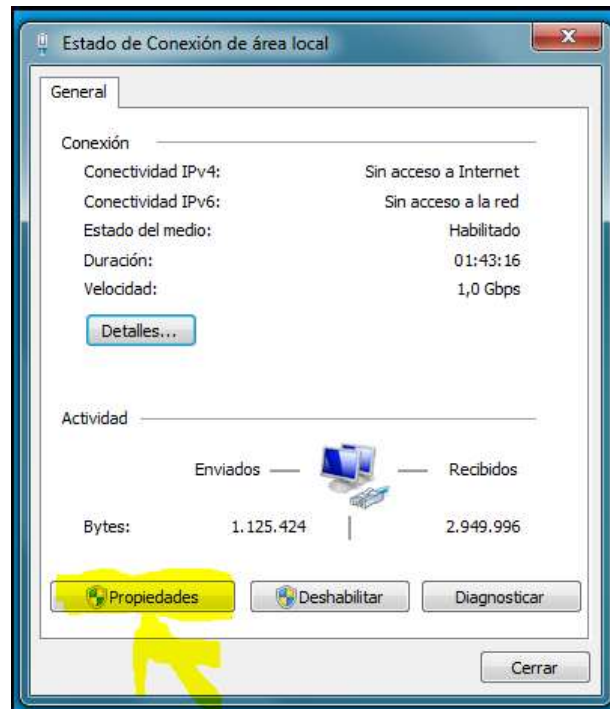 Estado de Conexión de área local
General
Conexión
Conectividad IPv4: Sin acceso a Internet
Conectividad IPv6: Sin acceso a la red
Estado del medio: Habilitado
Duración: 01:43:16
Velocidad: 1,0 Gbps
Detalles...
Actividad
Enviados Recibidos
Bytes: 1.125.424 2.949.996
Propiedades Deshabilitar Diagnosticar
Cerrar